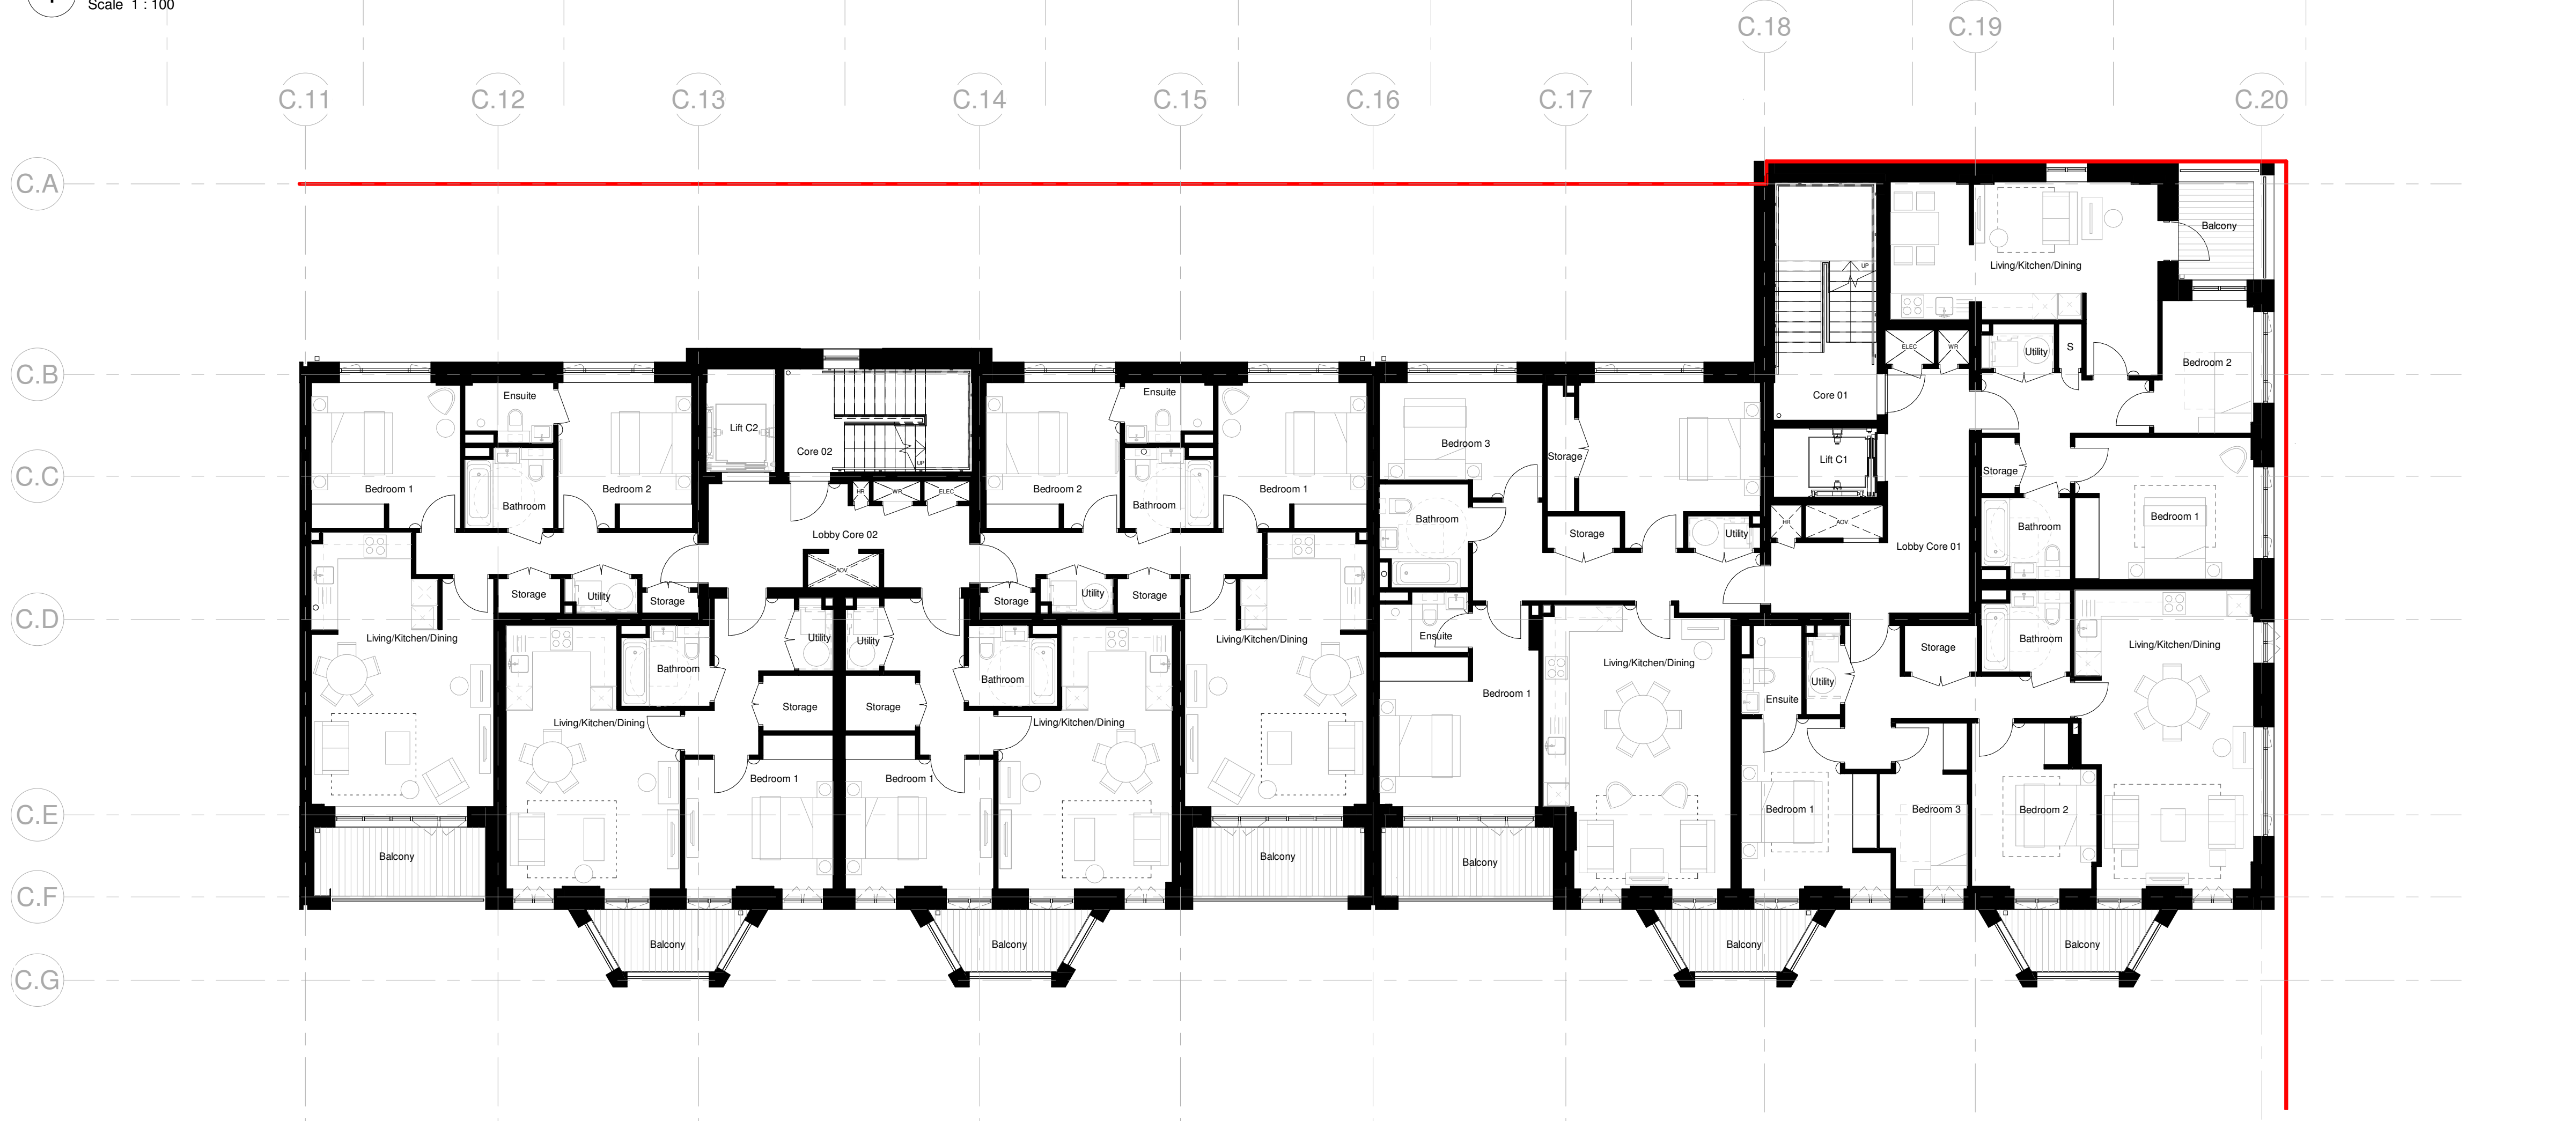 Scale 1 : 100
C.18
C.19
C.11
C.12
C.13
C.14
C.15
C.16
C.17
C.20
C.A
Balcony
Living/Kitchen/Dining
UP
ELEC
WR
Utility
S
Bedroom 2
C.B
Core 01
Ensuite
Ensuite
Lift C2
Core 02
UP
Bedroom 3
Storage
Lift C1
Storage
C.C
Bedroom 1
Bathroom
Bedroom 2
HR
WR
ELEC
Bedroom 2
Bathroom
Bedroom 1
Bathroom
Storage
Utility
HR
AOV
Bathroom
Bedroom 1
Lobby Core 02
Lobby Core 01
AOV
Storage
Utility
Storage
Storage
Utility
Storage
C.D
Living/Kitchen/Dining
Bathroom
Utility
Utility
Bathroom
Living/Kitchen/Dining
Ensuite
Living/Kitchen/Dining
Storage
Bathroom
Living/Kitchen/Dining
Storage
Storage
Bedroom 1
Ensuite
Utility
Living/Kitchen/Dining
Living/Kitchen/Dining
Bedroom 1
Bedroom 1
C.E
Bedroom 1
Bedroom 3
Bedroom 2
Balcony
Balcony
Balcony
C.F
Balcony
Balcony
Balcony
Balcony
C.G